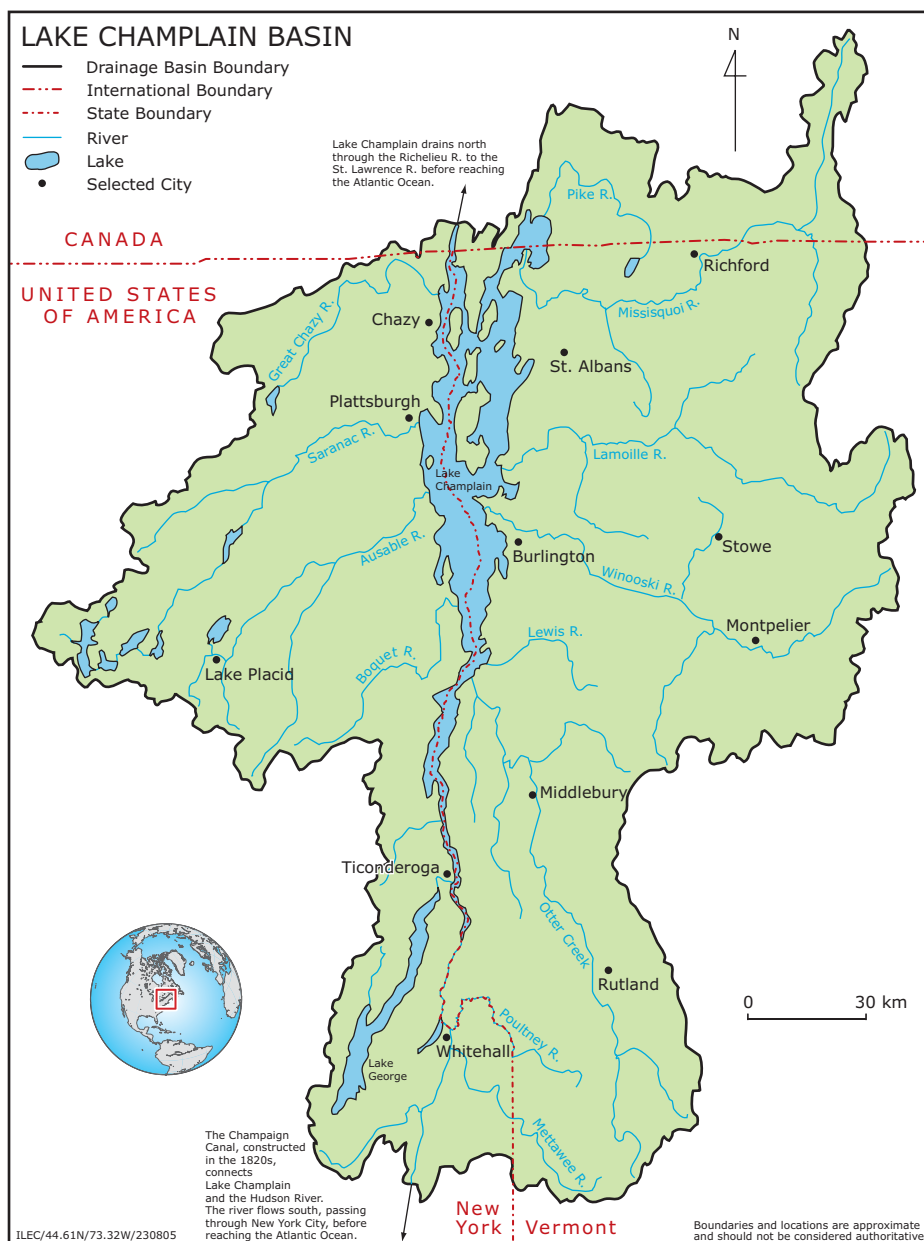 LAKE CHAMPLAIN BASIN
Drainage Basin Boundary
International Boundary
State Boundary
River
Lake
Selected City
N
Lake Champlain drains north
through the Richelieu R. to the
St. Lawrence R. before reaching
the Atlantic Ocean.
Pike R.
CANADA
UNITED STATES
OF AMERICA
Richford
Missisquoi R.
Great Chazy R.
Chazy
St. Albans
Plattsburgh
Saranac R.
Lamoille R.
Lake
Champlain
Ausable R.
Burlington
Stowe
Winooski R.
Montpelier
Lewis R.
Boquet R.
Lake Placid
Middlebury
Ticonderoga
Otter Creek
Rutland
0 30 km
Poultney R.
Whitehall
Lake
George
Mettawee R.
The Champaign
Canal, constructed
in the 1820s,
connects
Lake Champlain
and the Hudson River.
The river flows south, passing
through New York City, before
reaching the Atlantic Ocean.
New
York
Vermont
ILEC/44.61N/73.32W/230805
Boundaries and locations are approximate
and should not be considered authoritative